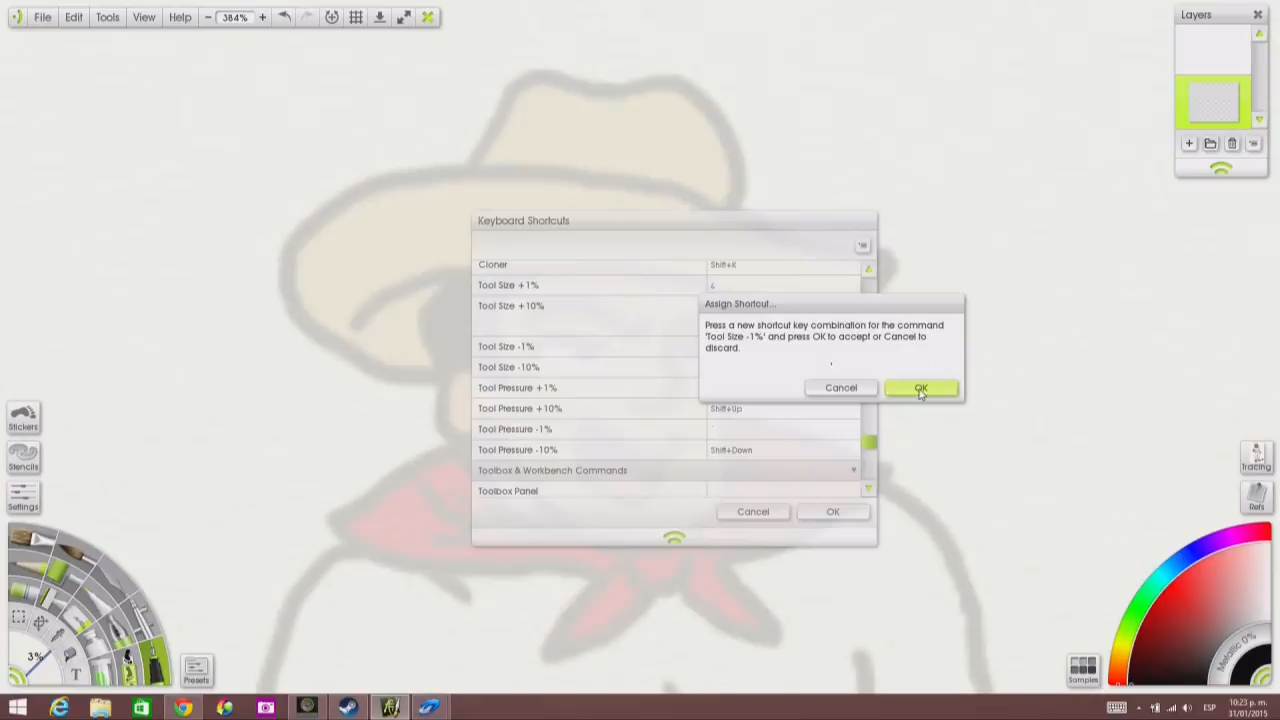 File Edit Tools View Help 384%
Layers
Keyboard Shortcuts
Cloner Shift+K
Tool Size +1%
Tool Size +10%
Assign Shortcut...
Press a new shortcut key combination for the command
'Tool Size -1%' and press OK to accept or Cancel to
discard.
Cancel OK
Tool Size -1%
Tool Size -10%
Tool Pressure +1%
Tool Pressure +10% Shift+Up
Tool Pressure -1%
Tool Pressure -10% Shift+Down
Toolbox & Workbench Commands
Toolbox Panel
Cancel OK
Stickers
Stencils
Settings
3%
T
Presets
Tracing
Refs
Metallic 0%
Samples
ESP
10:23 p. m.
31/01/2015